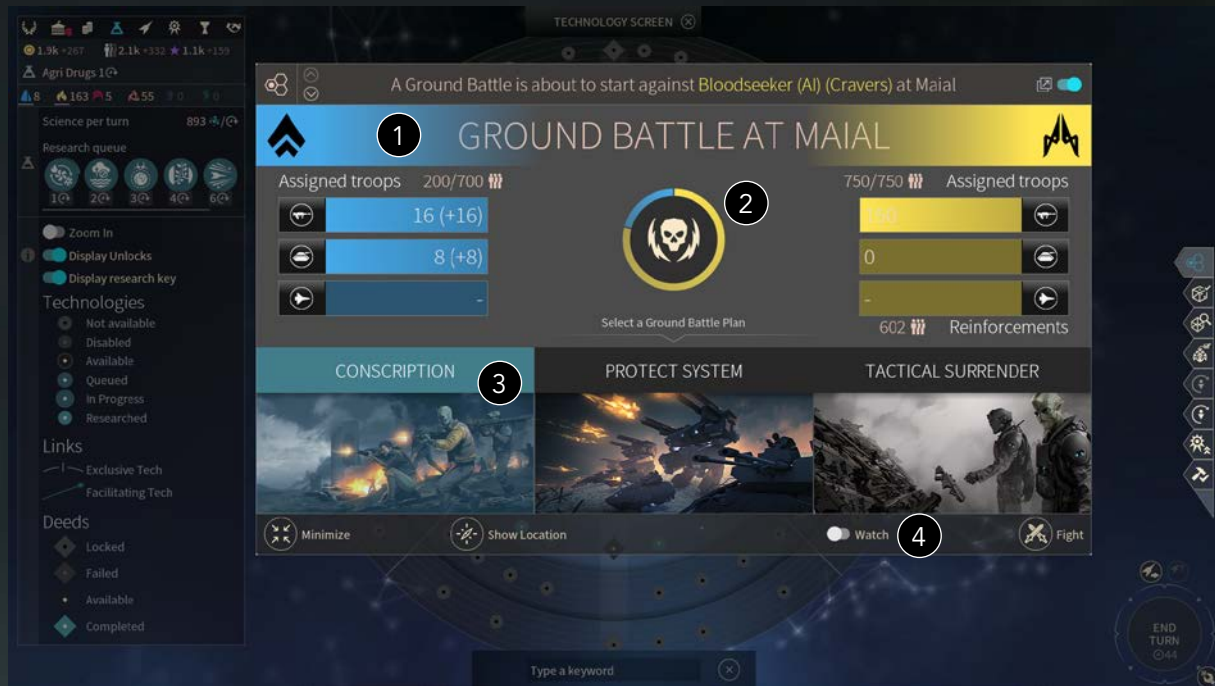 TECHNOLOGY SCREEN
1.9k +267 2.1k +332 1.1k +159
Agri Drugs 1
8 163 5 55 0 0
Science per turn 893
Research queue
1 2 3 4 6
Zoom In
Display Unlocks
Display research key
Technologies
Not available
Disabled
Available
Queued
In Progress
Researched
Links
Exclusive Tech
Facilitating Tech
Deeds
Locked
Failed
Available
Completed
A Ground Battle is about to start against Bloodseeker (AI) (Cravers) at Maial
1 GROUND BATTLE AT MAIAL
Assigned troops 200/700
16 (+16)
8 (+8)
-
2
Select a Ground Battle Plan
750/750 Assigned troops
0
-
602 Reinforcements
CONSCRIPTION 3 PROTECT SYSTEM TACTICAL SURRENDER
Minimize Show Location Watch 4 Fight
Type a keyword
END
TURN
44